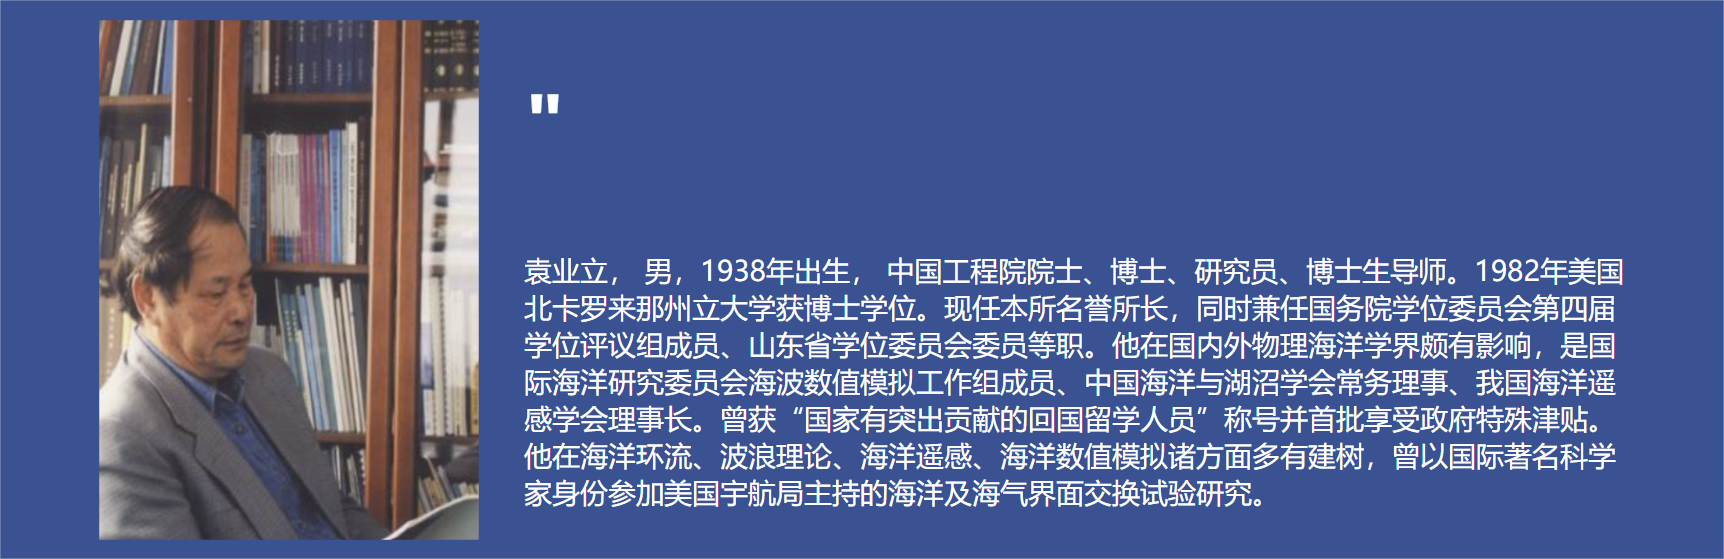 "
袁业立， 男，1938年出生， 中国工程院院士、博士、研究员、博士生导师。1982年美国
北卡罗来那州立大学获博士学位。现任本所名誉所长，同时兼任国务院学位委员会第四届
学位评议组成员、山东省学位委员会委员等职。他在国内外物理海洋学界颇有影响，是国
际海洋研究委员会海波数值模拟工作组成员、中国海洋与湖沼学会常务理事、我国海洋遥
感学会理事长。曾获“国家有突出贡献的回国留学人员”称号并首批享受政府特殊津贴。
他在海洋环流、波浪理论、海洋遥感、海洋数值模拟诸方面多有建树，曾以国际著名科学
家身份参加美国宇航局主持的海洋及海气界面交换试验研究。